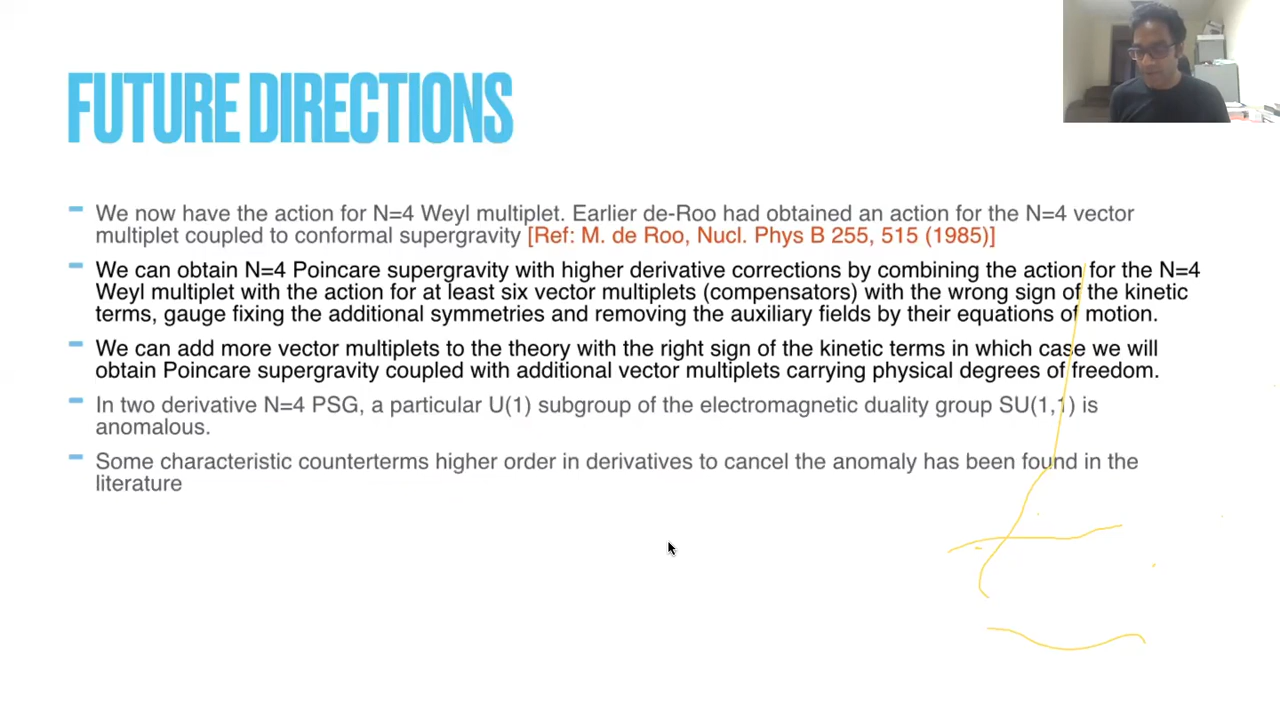 FUTURE DIRECTIONS
- We now have the action for N=4 Weyl multiplet. Earlier de-Roo had obtained an action for the N=4 vector
multiplet coupled to conformal supergravity [Ref: M. de Roo, Nucl. Phys B 255, 515 (1985)]
- We can obtain N=4 Poincare supergravity with higher derivative corrections by combining the action for the N=4
Weyl multiplet with the action for at least six vector multiplets (compensators) with the wrong sign of the kinetic
terms, gauge fixing the additional symmetries and removing the auxiliary fields by their equations of motion.
- We can add more vector multiplets to the theory with the right sign of the kinetic terms in which case we will
obtain Poincare supergravity coupled with additional vector multiplets carrying physical degrees of freedom.
- In two derivative N=4 PSG, a particular U(1) subgroup of the electromagnetic duality group SU(1,1) is
anomalous.
- Some characteristic counterterms higher order in derivatives to cancel the anomaly has been found in the
literature